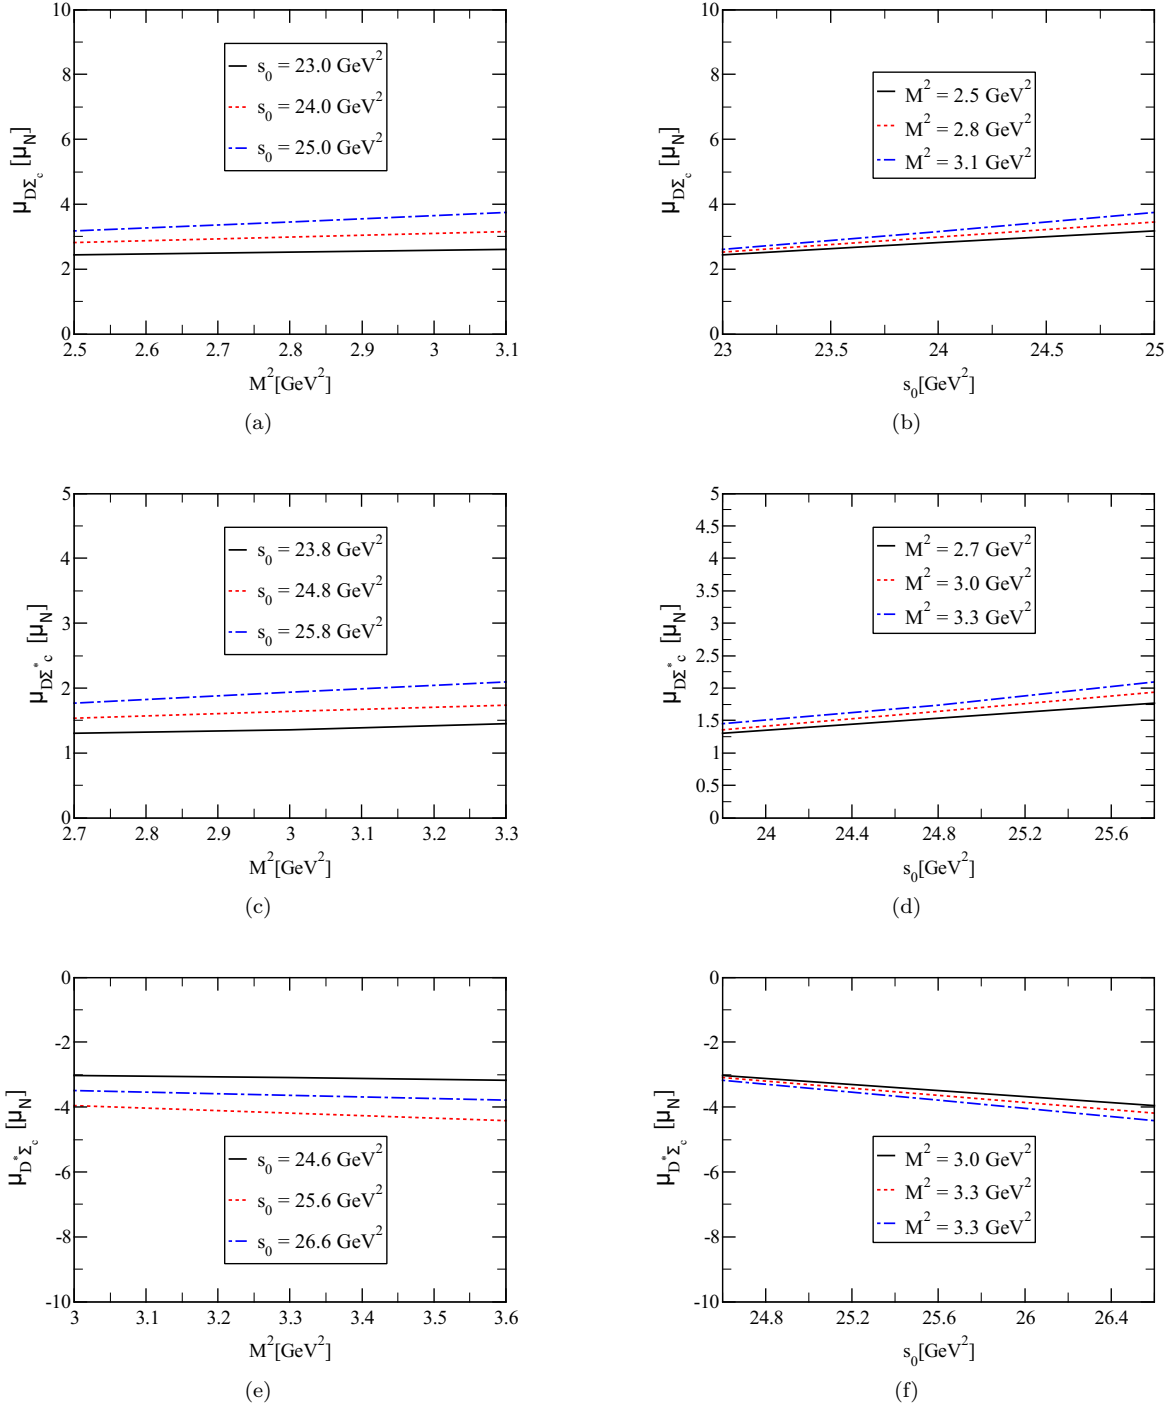 10
8
6
4
2
0
μ_{DΣ_c} [μ_N]
s_0 = 23.0 GeV^2
s_0 = 24.0 GeV^2
s_0 = 25.0 GeV^2
2.5 2.6 2.7 2.8 2.9 3 3.1
M^2[GeV^2]
(a)
10
8
6
4
2
0
μ_{DΣ_c} [μ_N]
M^2 = 2.5 GeV^2
M^2 = 2.8 GeV^2
M^2 = 3.1 GeV^2
23 23.5 24 24.5 25
s_0[GeV^2]
(b)
5
4
3
2
1
0
μ_{DΣ^*_c} [μ_N]
s_0 = 23.8 GeV^2
s_0 = 24.8 GeV^2
s_0 = 25.8 GeV^2
2.7 2.8 2.9 3 3.1 3.2 3.3
M^2[GeV^2]
(c)
5
4.5
4
3.5
3
2.5
2
1.5
1
0.5
0
μ_{DΣ^*_c} [μ_N]
M^2 = 2.7 GeV^2
M^2 = 3.0 GeV^2
M^2 = 3.3 GeV^2
24 24.4 24.8 25.2 25.6
s_0[GeV^2]
(d)
0
-2
-4
-6
-8
-10
μ_{D^*Σ_c} [μ_N]
s_0 = 24.6 GeV^2
s_0 = 25.6 GeV^2
s_0 = 26.6 GeV^2
3 3.1 3.2 3.3 3.4 3.5 3.6
M^2[GeV^2]
(e)
0
-2
-4
-6
-8
-10
μ_{D^*Σ_c} [μ_N]
M^2 = 3.0 GeV^2
M^2 = 3.3 GeV^2
M^2 = 3.3 GeV^2
24.8 25.2 25.6 26 26.4
s_0[GeV^2]
(f)